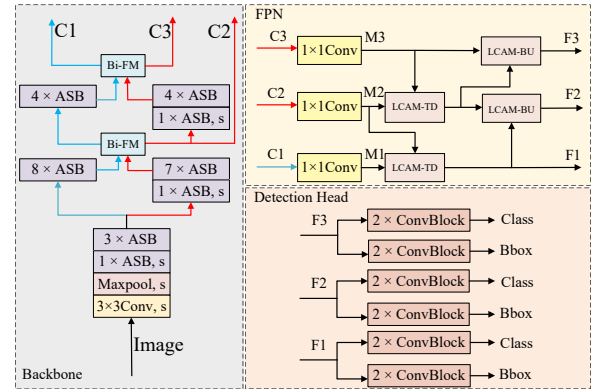 C1
C3
C2
Bi-FM
4 × ASB
4 × ASB
1 × ASB, s
Bi-FM
8 × ASB
7 × ASB
1 × ASB, s
3 × ASB
1 × ASB, s
Maxpool, s
3×3Conv, s
Image
Backbone
FPN
C3
1×1Conv
M3
LCAM-BU
F3
C2
1×1Conv
M2
LCAM-TD
LCAM-BU
F2
C1
1×1Conv
M1
LCAM-TD
F1
Detection Head
F3
2 × ConvBlock
Class
2 × ConvBlock
Bbox
F2
2 × ConvBlock
Class
2 × ConvBlock
Bbox
F1
2 × ConvBlock
Class
2 × ConvBlock
Bbox